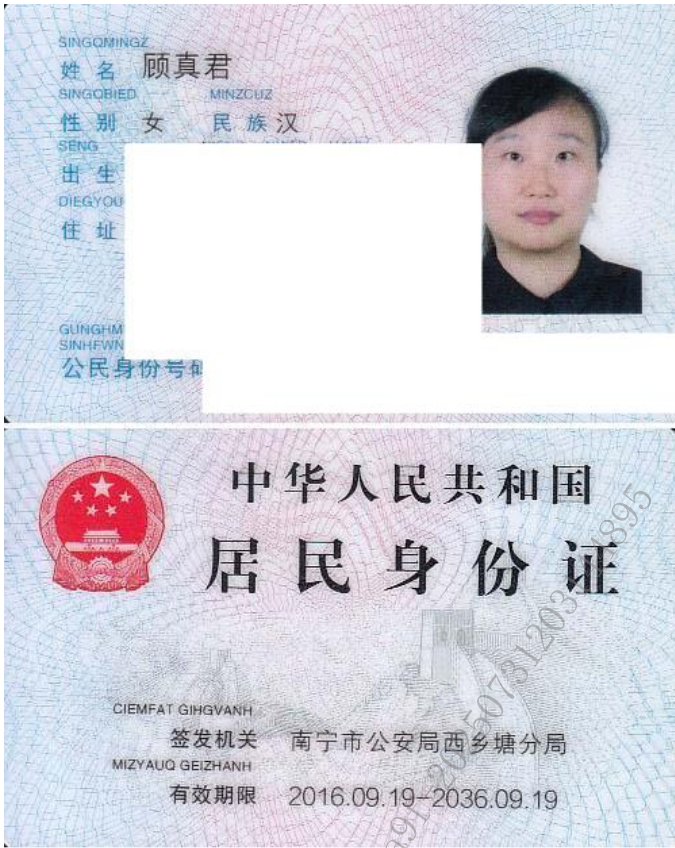 SINGQMINGZ
姓 名 顾真君
SINGQBIED MINZCUZ
性 别 女 民 族 汉
SENG
出 生
DIEGYOU
住 址
GUNGHM
SINHFWN
公民身份号码
中华人民共和国
居民身份证
CIEMFAT GIHGVANH
签发机关 南宁市公安局西乡塘分局
MIZYAUQ GEIZHANH
有效期限 2016.09.19-2036.09.19